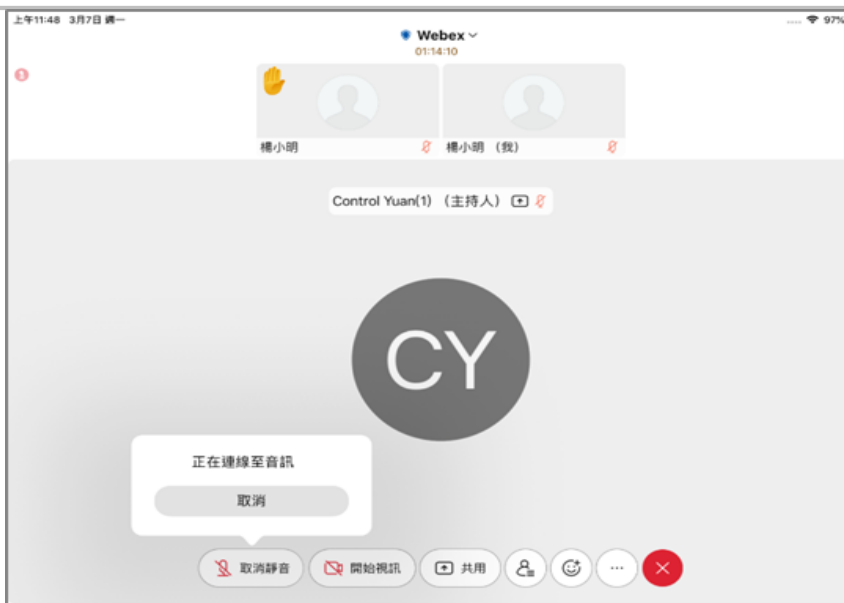 上午11:48 3月7日 週一
.... 97%
Webex
01:14:10
1
楊小明
楊小明 （我）
Control Yuan(1) （主持人）
CY
正在連線至音訊
取消
取消靜音
開始視訊
共用
...